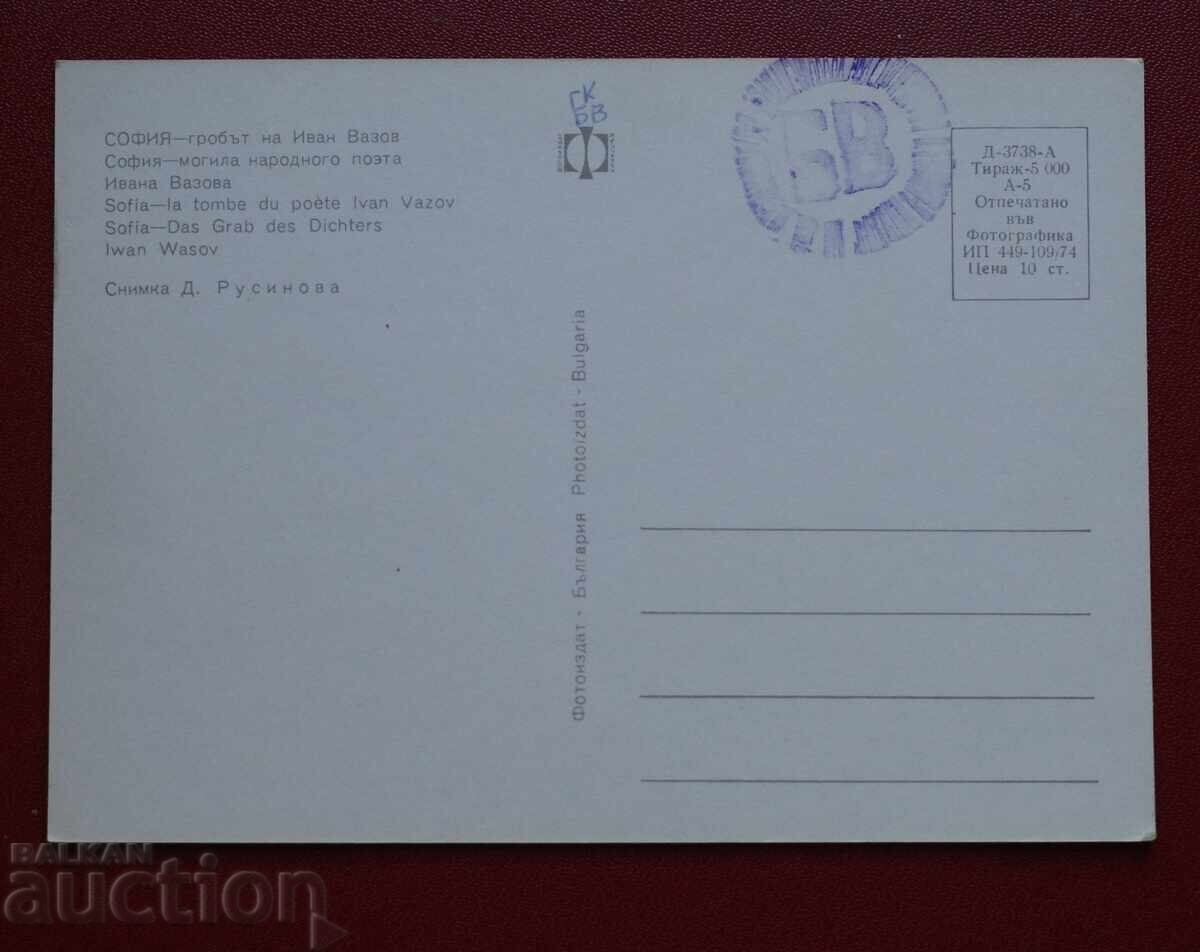 СОФИЯ—гробът на Иван Вазов
София—могила народного поэта
Ивана Вазова
Sofia—la tombe du poète Ivan Vazov
Sofia—Das Grab des Dichters
Iwan Wasov
Снимка Д. Русинова
СК
БВ
БВ
Д-3738-А
Тираж-5 000
А-5
Отпечатано
във
Фотографика
ИП 449-109/74
Цена 10 ст.
Фотоиздат - България Photoizdat - Bulgaria
BALKAN
auction